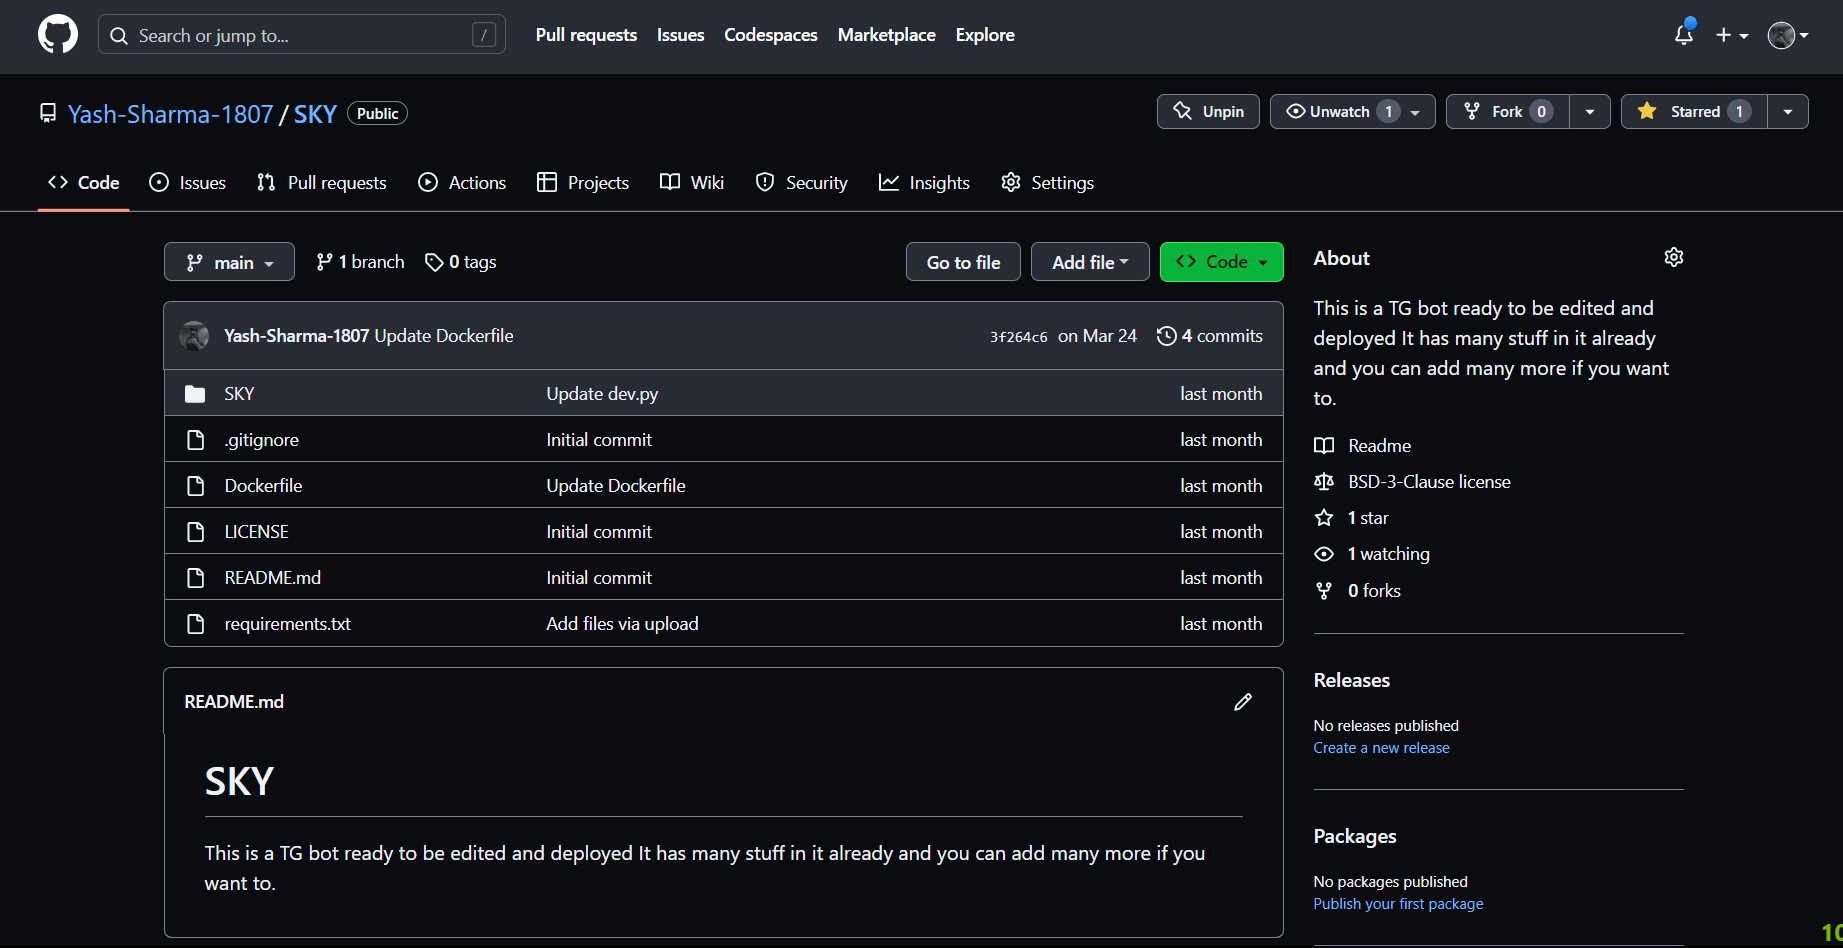 Search or jump to... / Pull requests Issues Codespaces Marketplace Explore
Yash-Sharma-1807 / SKY Public Unpin Unwatch 1 Fork 0 Starred 1
Code Issues Pull requests Actions Projects Wiki Security Insights Settings
main 1 branch 0 tags Go to file Add file Code
Yash-Sharma-1807 Update Dockerfile 3f264c6 on Mar 24 4 commits
SKY Update dev.py last month
.gitignore Initial commit last month
Dockerfile Update Dockerfile last month
LICENSE Initial commit last month
README.md Initial commit last month
requirements.txt Add files via upload last month
README.md
SKY
This is a TG bot ready to be edited and deployed It has many stuff in it already and you can add many more if you
want to.
About
This is a TG bot ready to be edited and
deployed It has many stuff in it already
and you can add many more if you want
to.
Readme
BSD-3-Clause license
1 star
1 watching
0 forks
Releases
No releases published
Create a new release
Packages
No packages published
Publish your first package